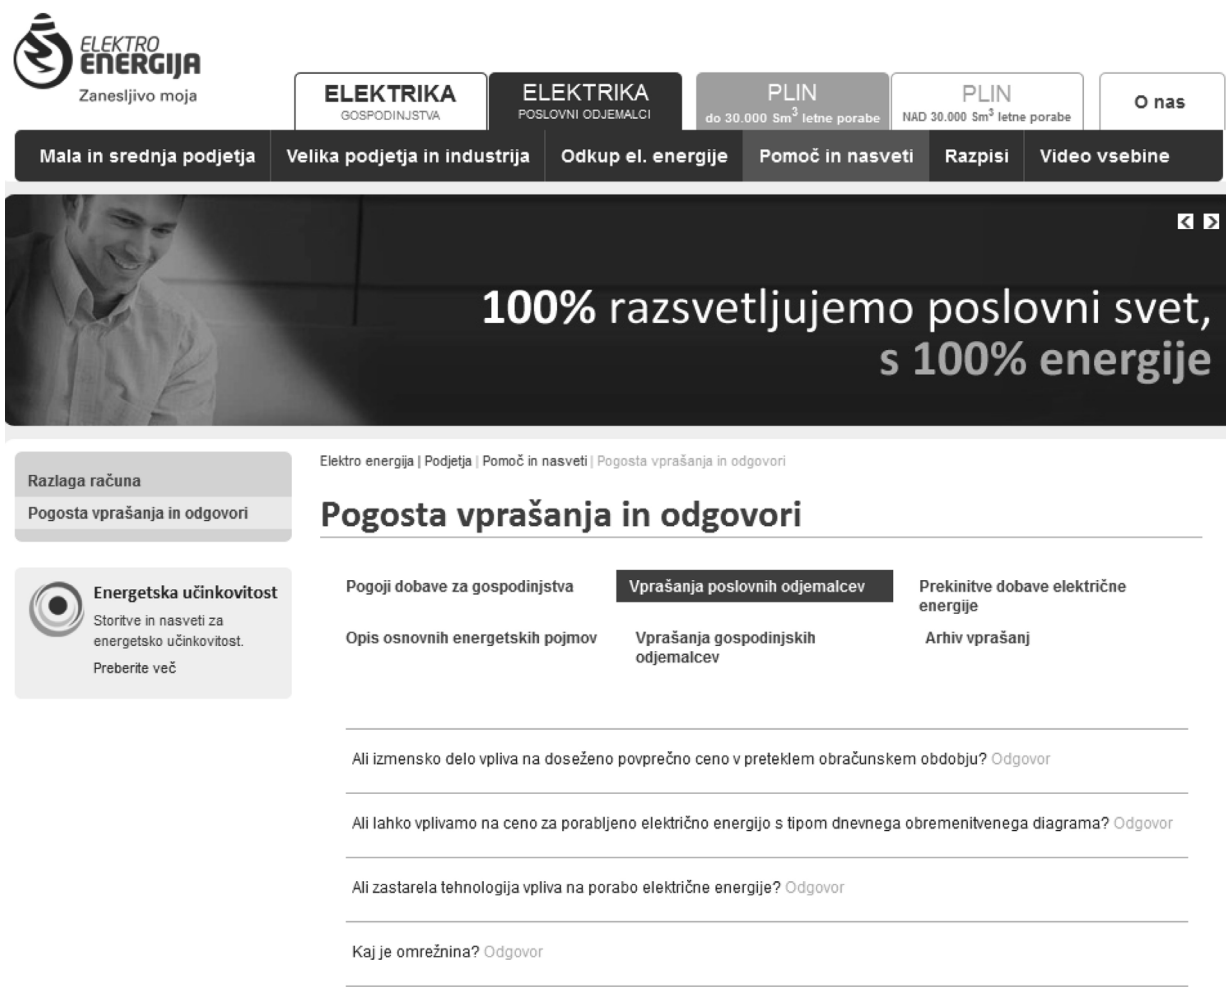 ELEKTRO
ENERGIJA
Zanesljivo moja
ELEKTRIKA
GOSPODINJSTVA
ELEKTRIKA
POSLOVNI ODJEMALCI
PLIN
do 30.000 Sm³ letne porabe
PLIN
NAD 30.000 Sm³ letne porabe
O nas
Mala in srednja podjetja
Velika podjetja in industrija
Odkup el. energije
Pomoč in nasveti
Razpisi
Video vsebine
100% razsvetljujemo poslovni svet,
s 100% energije
Razlaga računa
Pogosta vprašanja in odgovori
Energetska učinkovitost
Storitve in nasveti za
energetsko učinkovitost.
Preberite več
Elektro energija | Podjetja | Pomoč in nasveti | Pogosta vprašanja in odgovori
Pogosta vprašanja in odgovori
Pogoji dobave za gospodinjstva
Vprašanja poslovnih odjemalcev
Prekinitve dobave električne
energije
Opis osnovnih energetskih pojmov
Vprašanja gospodinjskih
odjemalcev
Arhiv vprašanj
Ali izmensko delo vpliva na doseženo povprečno ceno v preteklem obračunskem obdobju? Odgovor
Ali lahko vplivamo na ceno za porabljeno električno energijo s tipom dnevnega obremenitvenega diagrama? Odgovor
Ali zastarela tehnologija vpliva na porabo električne energije? Odgovor
Kaj je omrežnina? Odgovor